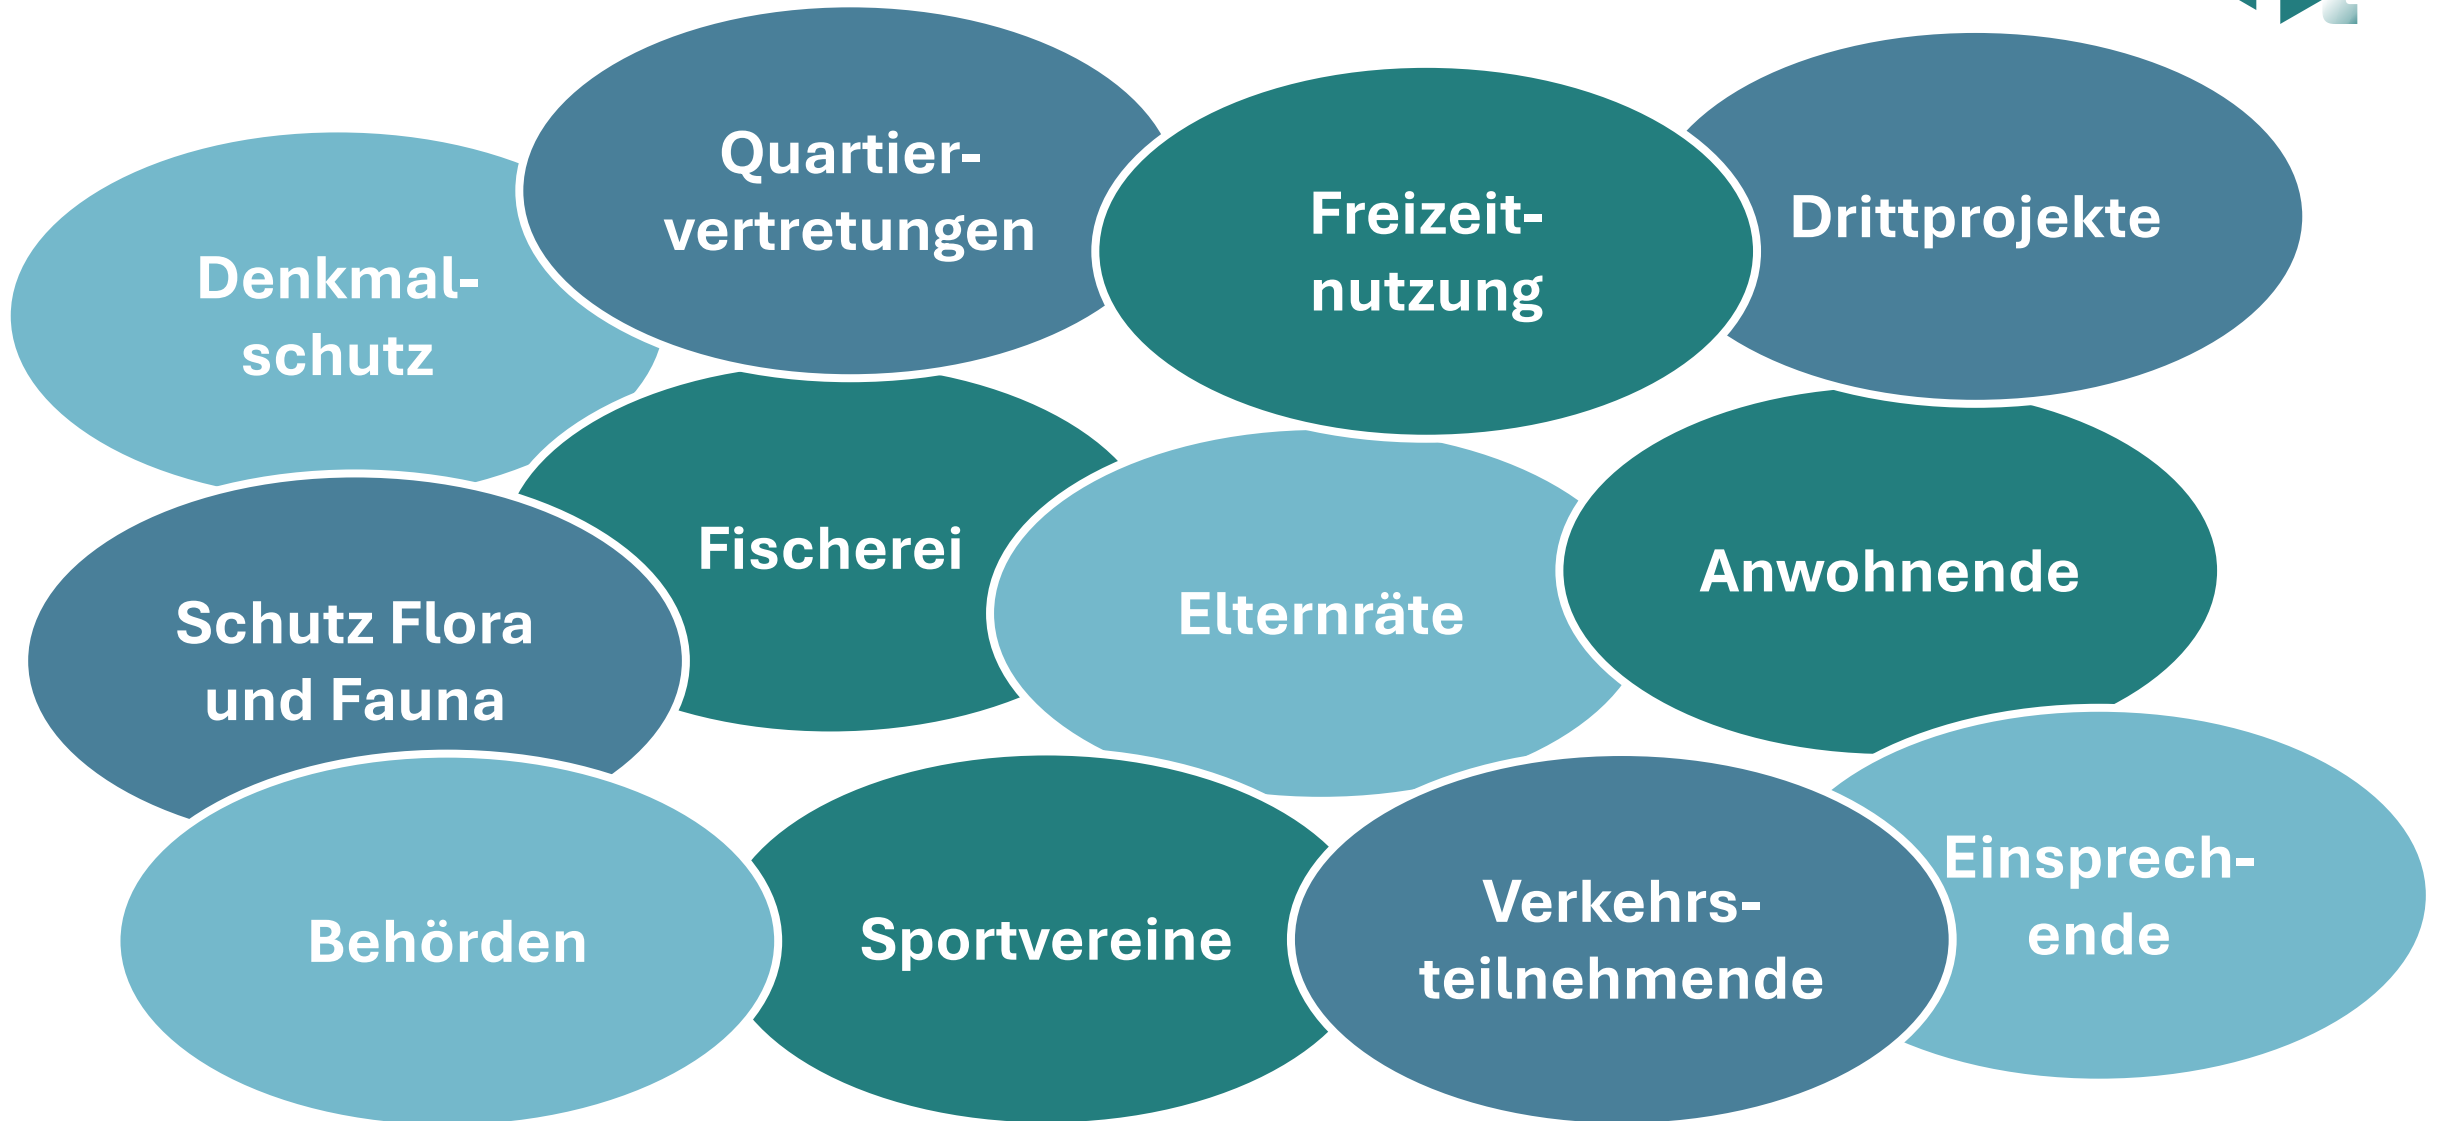 Quartier-
vertretungen
Freizeit-
nutzung
Drittprojekte
Denkmal-
schutz
Fischerei
Elternräte
Anwohnende
Schutz Flora
und Fauna
Behörden
Sportvereine
Verkehrs-
teilnehmende
Einsprech-
ende